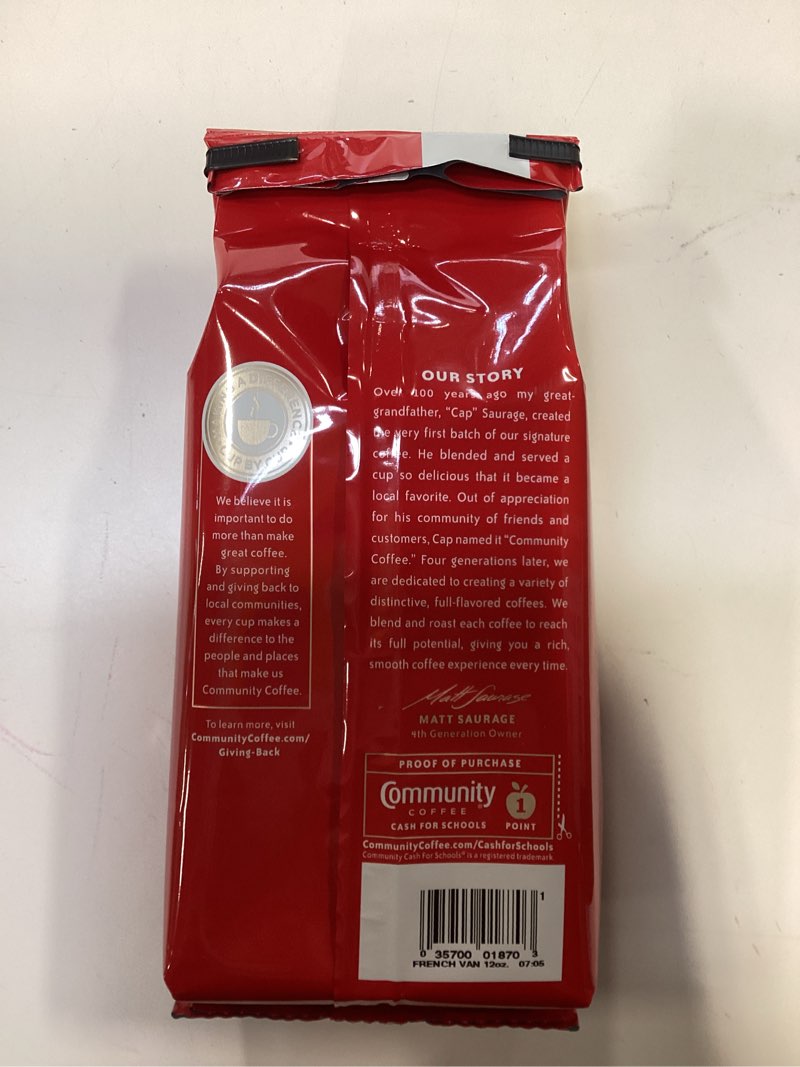 MAKING A DIFFERENCE
CUP BY CUP
We believe it is
important to do
more than make
great coffee.
By supporting
and giving back to
local communities,
every cup makes a
difference to the
people and places
that make us
Community Coffee.
To learn more, visit
CommunityCoffee.com/
Giving-Back
OUR STORY
Over 100 years ago my great-
grandfather, "Cap" Saurage, created
the very first batch of our signature
coffee. He blended and served a
cup so delicious that it became a
local favorite. Out of appreciation
for his community of friends and
customers, Cap named it "Community
Coffee." Four generations later, we
are dedicated to creating a variety of
distinctive, full-flavored coffees. We
blend and roast each coffee to reach
its full potential, giving you a rich,
smooth coffee experience every time.
Matt Saurage
MATT SAURAGE
4th Generation Owner
PROOF OF PURCHASE
Community®
COFFEE
CASH FOR SCHOOLS
1
POINT
CommunityCoffee.com/CashforSchools
Community Cash For Schools® is a registered trademark
1
0 35700 01870 3
FRENCH VAN 12oz. 07:05